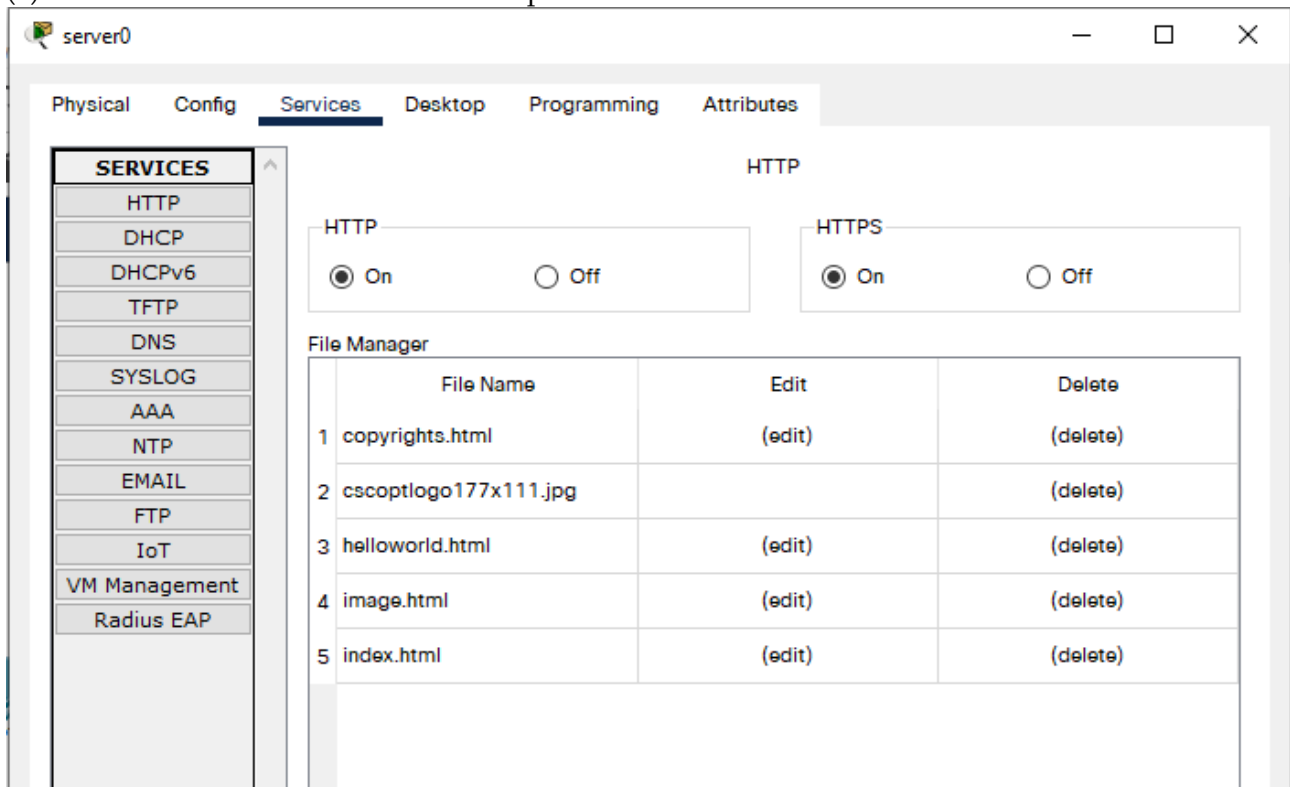 server0
Physical Config Services Desktop Programming Attributes
SERVICES
HTTP
DHCP
DHCPv6
TFTP
DNS
SYSLOG
AAA
NTP
EMAIL
FTP
IoT
VM Management
Radius EAP
HTTP
HTTP
On Off
HTTPS
On Off
File Manager
File Name Edit Delete
1 copyrights.html (edit) (delete)
2 cscoptlogo177x111.jpg (delete)
3 helloworld.html (edit) (delete)
4 image.html (edit) (delete)
5 index.html (edit) (delete)